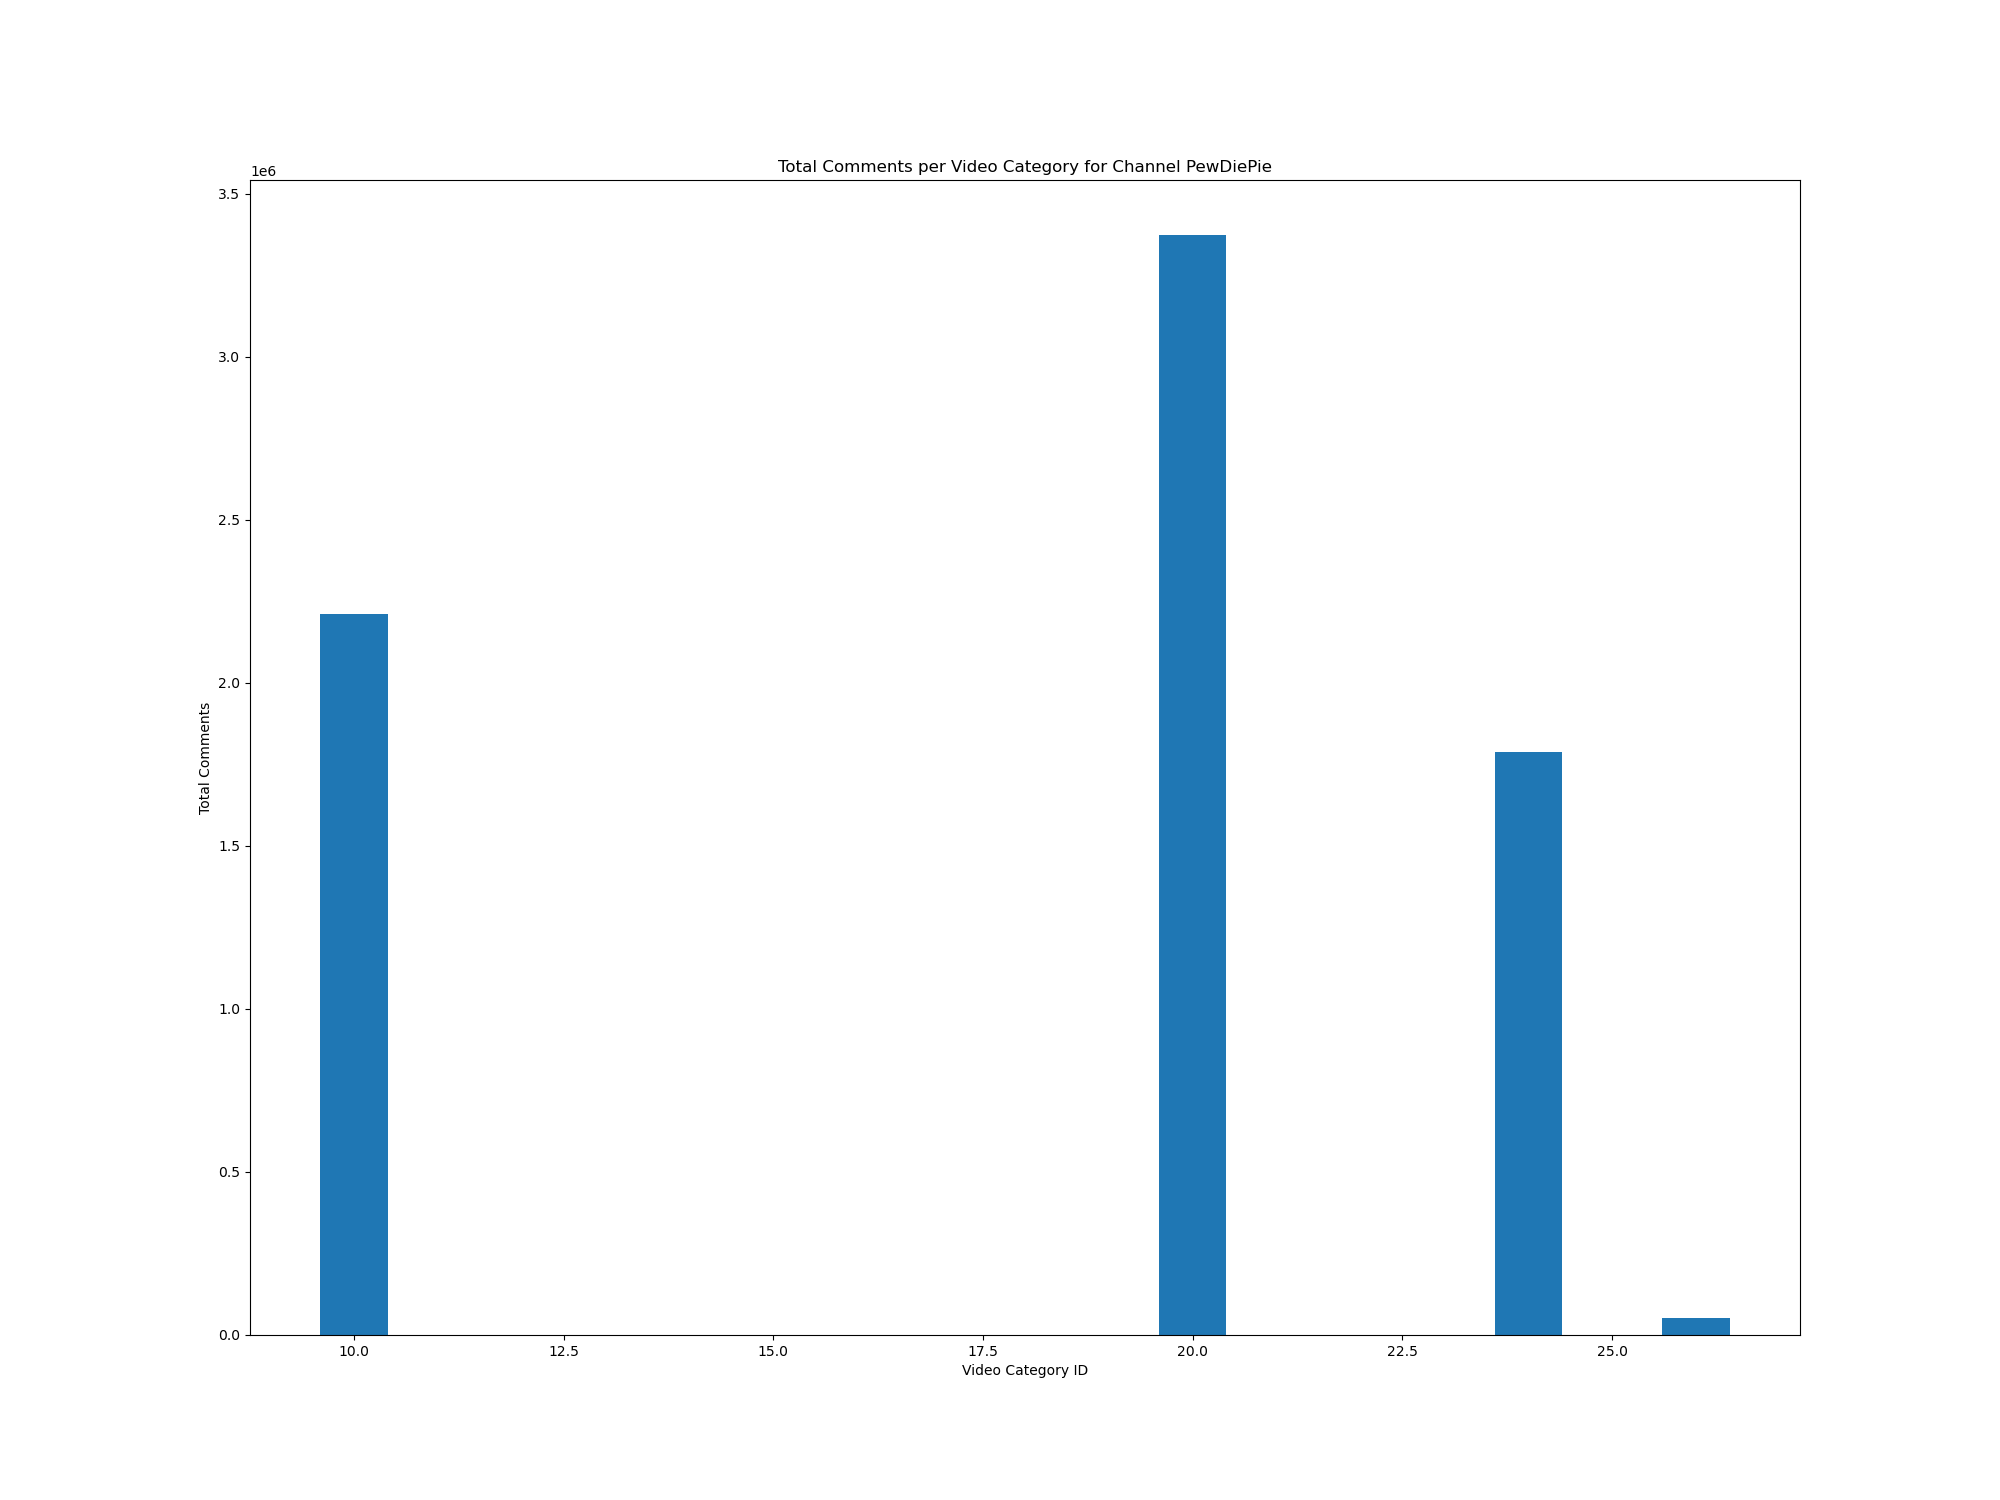 Total Comments per Video Category for Channel PewDiePie
1e6
3.5
3.0
2.5
2.0
1.5
1.0
0.5
0.0
Total Comments
10.0 12.5 15.0 17.5 20.0 22.5 25.0
Video Category ID